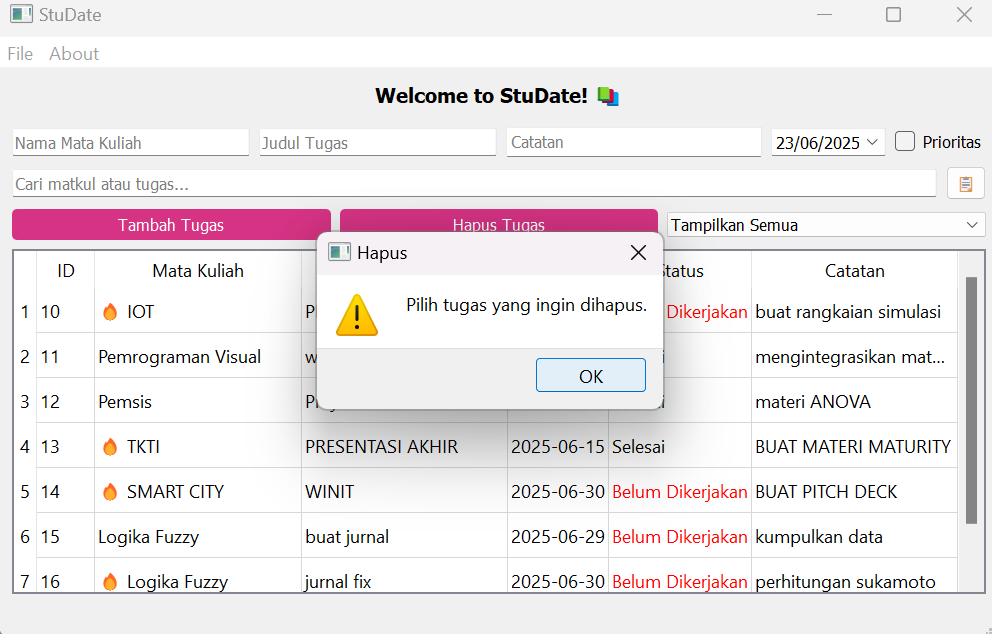 StuDate
File About
Welcome to StuDate!
Nama Mata Kuliah Judul Tugas Catatan 23/06/2025 Prioritas
Cari matkul atau tugas...
Tambah Tugas Hapus Tugas Tampilkan Semua
Hapus
Pilih tugas yang ingin dihapus.
OK
ID Mata Kuliah Catatan
1 10 IOT Dikerjakan buat rangkaian simulasi
2 11 Pemrograman Visual mengintegrasikan mat...
3 12 Pemsis materi ANOVA
4 13 TKTI PRESENTASI AKHIR 2025-06-15 Selesai BUAT MATERI MATURITY
5 14 SMART CITY WINIT 2025-06-30 Belum Dikerjakan BUAT PITCH DECK
6 15 Logika Fuzzy buat jurnal 2025-06-29 Belum Dikerjakan kumpulkan data
7 16 Logika Fuzzy jurnal fix 2025-06-30 Belum Dikerjakan perhitungan sukamoto